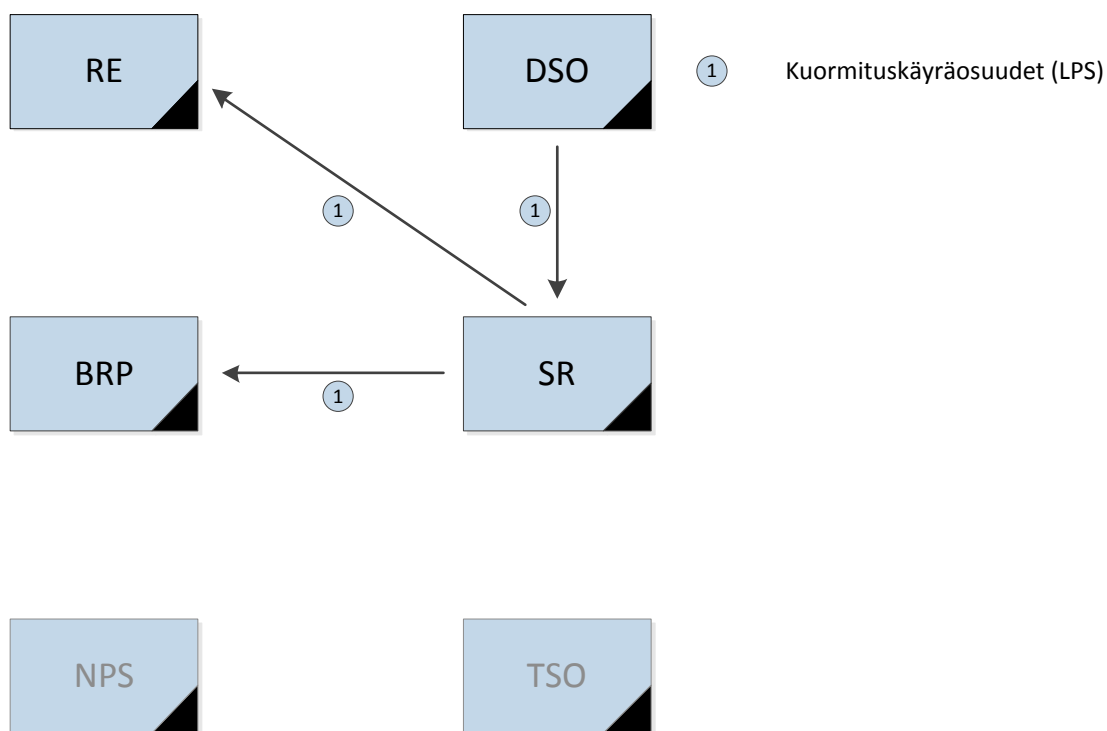 RE
DSO
1 Kuormituskäyräosuudet (LPS)
1
1
BRP
SR
1
NPS
TSO